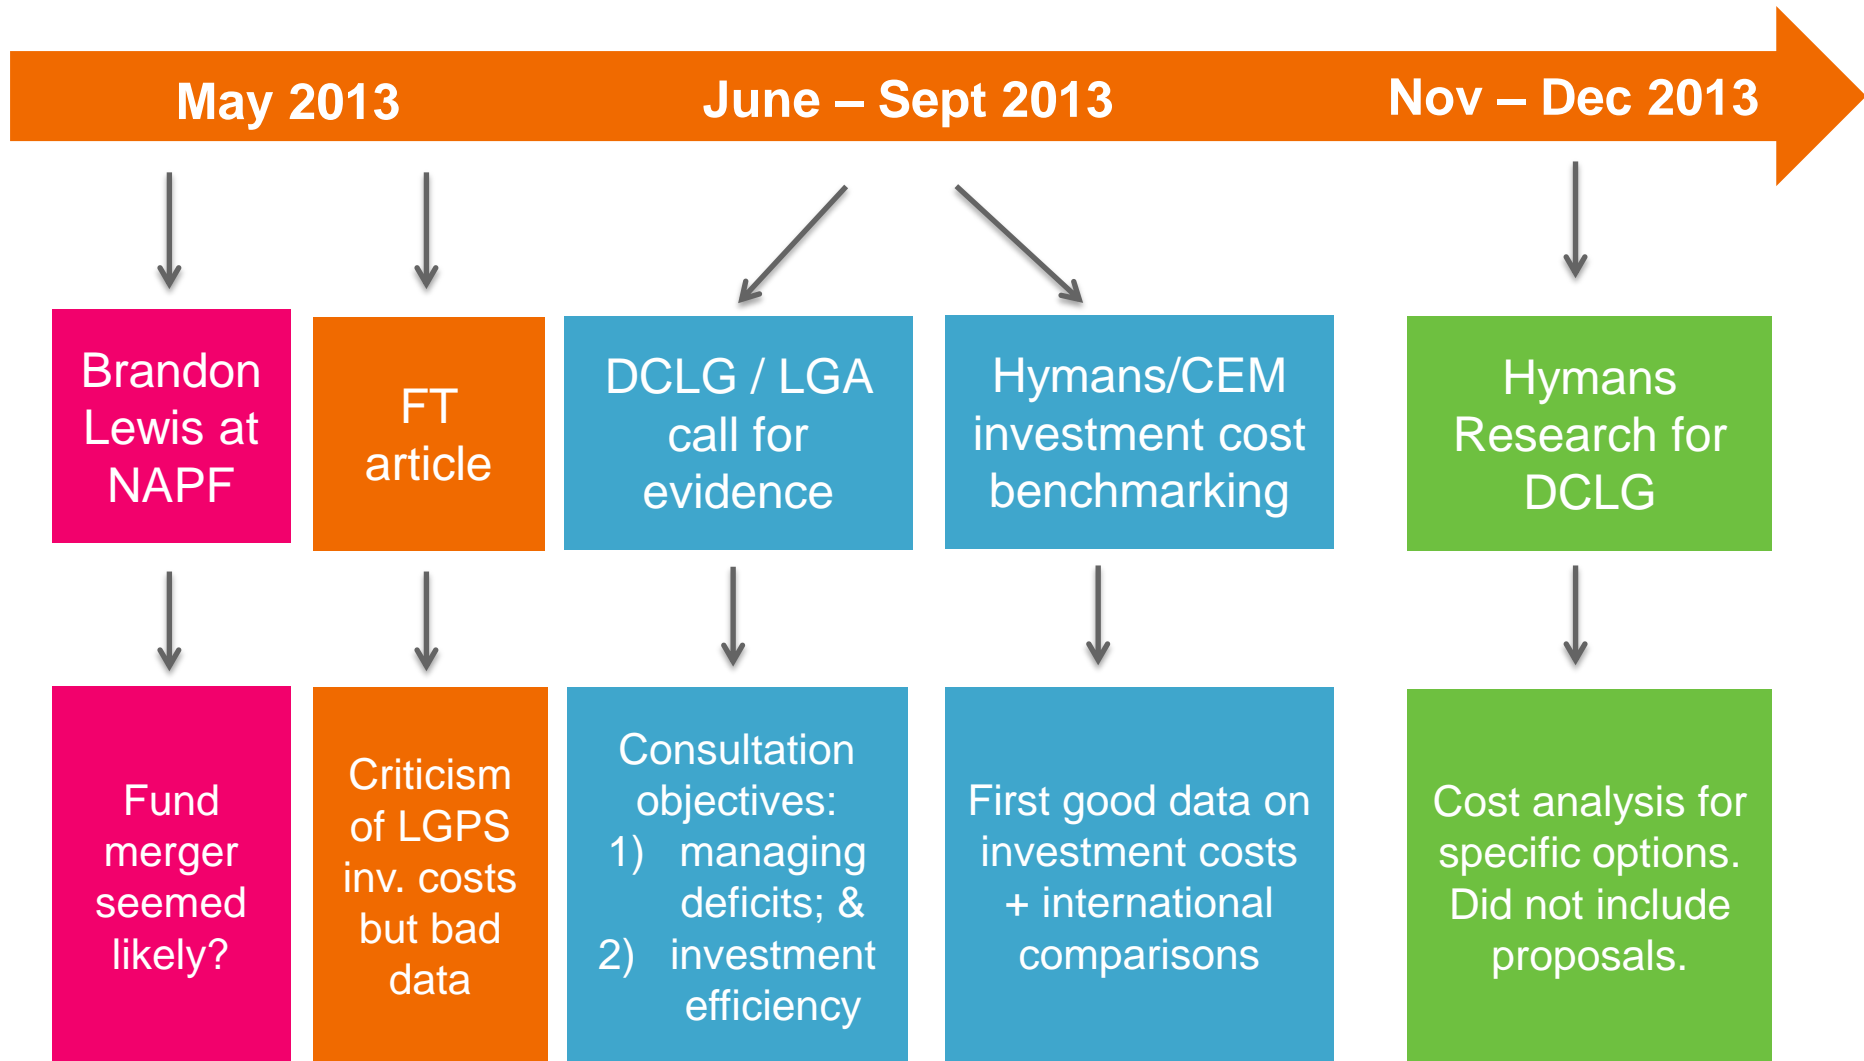 May 2013
June – Sept 2013
Nov – Dec 2013
Brandon
Lewis at
NAPF
FT
article
DCLG / LGA
call for
evidence
Hymans/CEM
investment cost
benchmarking
Hymans
Research for
DCLG
Fund
merger
seemed
likely?
Criticism
of LGPS
inv. costs
but bad
data
Consultation
objectives:
1) managing
deficits; &
2) investment
efficiency
First good data on
investment costs
+ international
comparisons
Cost analysis for
specific options.
Did not include
proposals.